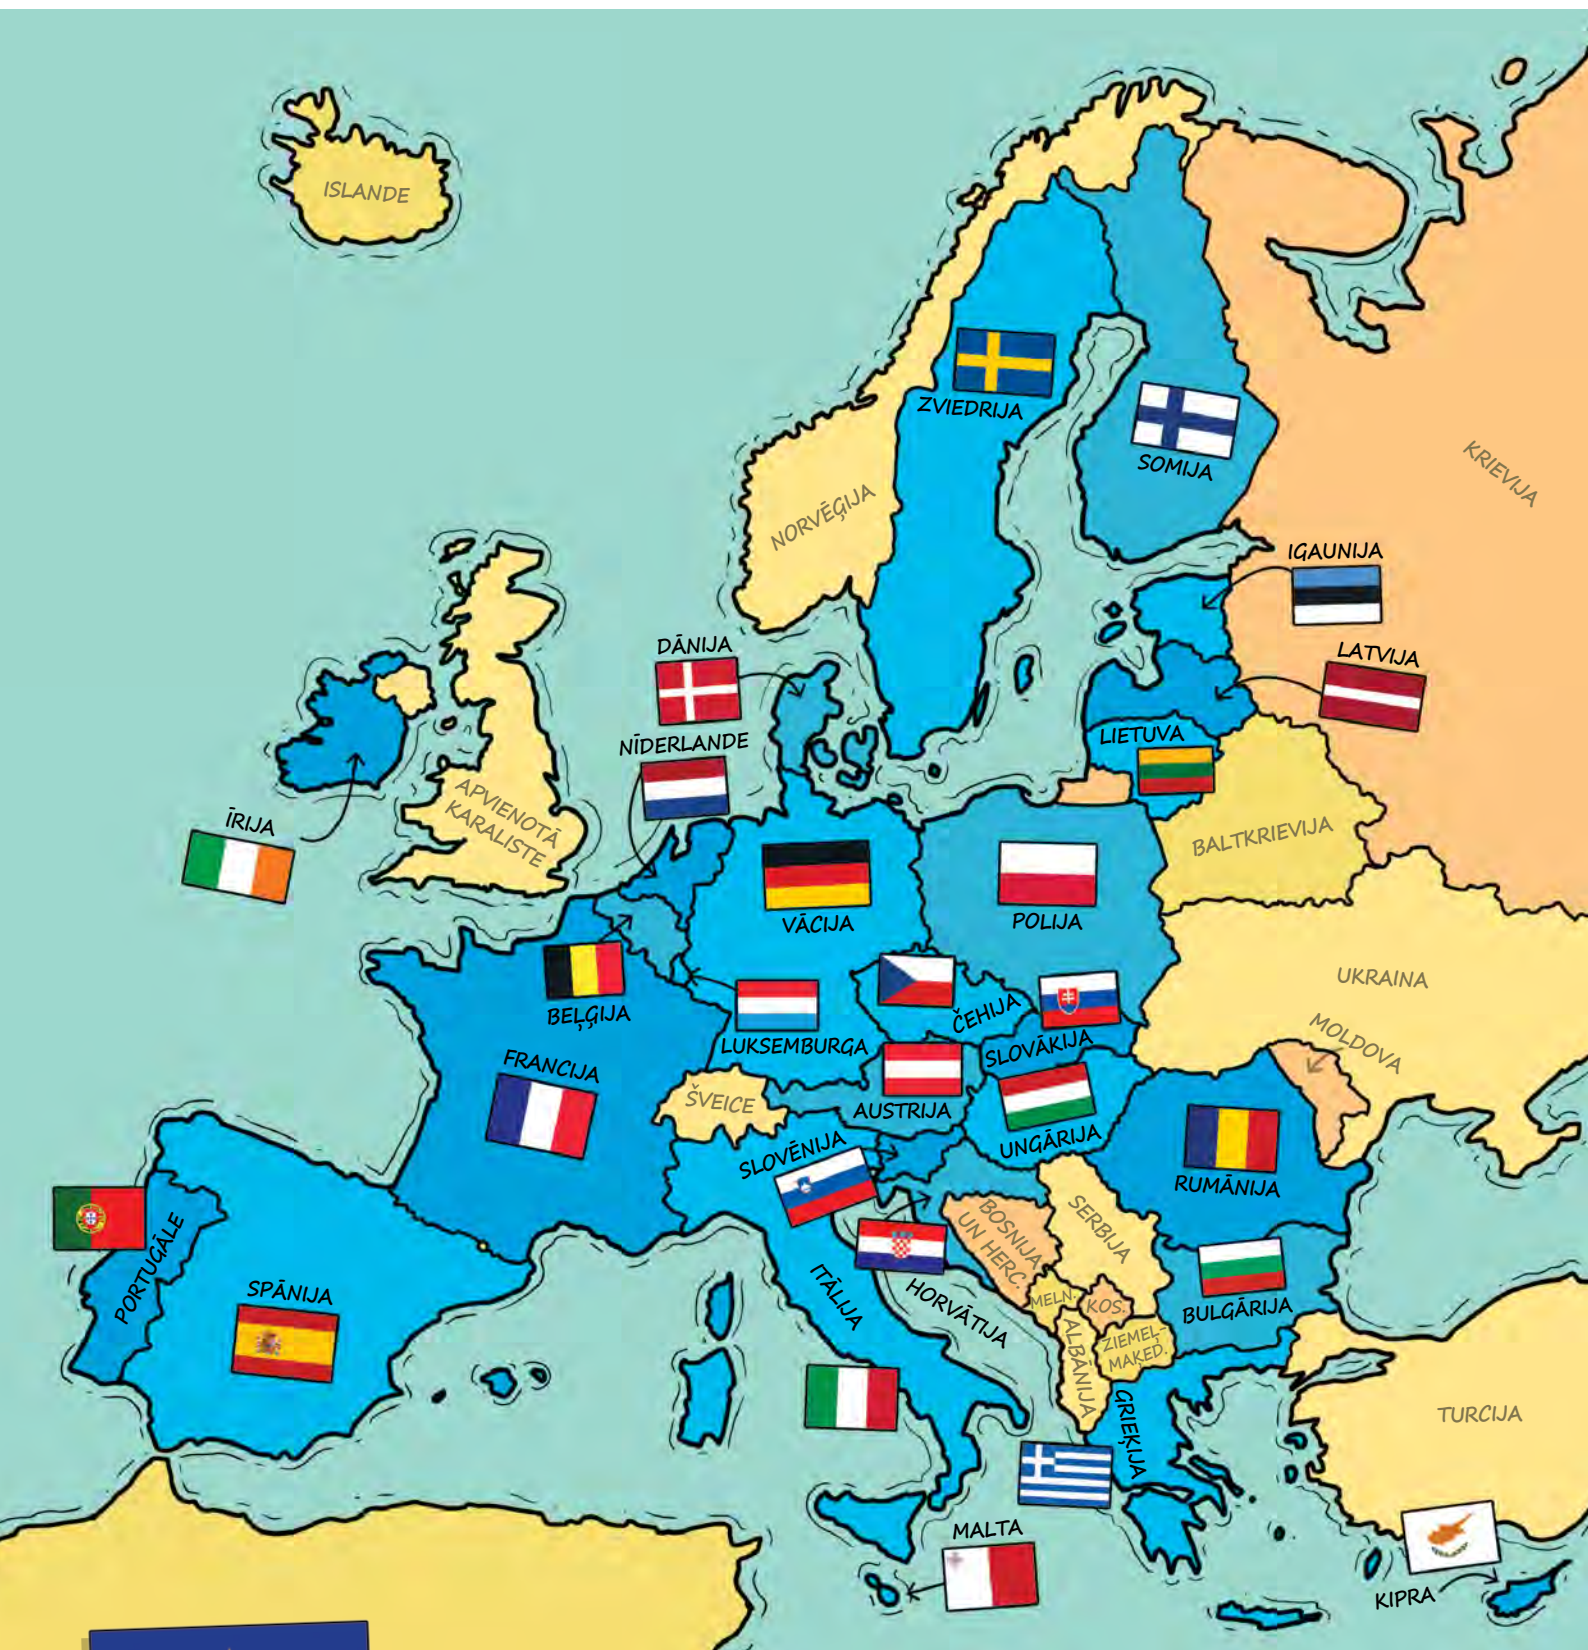 ISLANDE
ZVIEDRIJA
SOMIJA
KRIEVIJA
NORVĒĢIJA
IGAUNIJA
DĀNIJA
LATVIJA
NĪDERLANDE
LIETUVA
ĪRIJA
APVIENOTĀ
KARALISTE
BALTKRIEVIJA
VĀCIJA
POLIJA
UKRAINA
BEĻĢIJA
ČEHIJA
LUKSEMBURGA
SLOVĀKIJA
MOLDOVA
FRANCIJA
ŠVEICE
AUSTRIJA
UNGĀRIJA
SLOVĒNIJA
RUMĀNIJA
PORTUGĀLE
BOSNIJA
UN HERC.
SERBIJA
SPĀNIJA
ITĀLIJA
HORVĀTIJA
MELN.
KOS.
BULGĀRIJA
ALBĀNIJA
ZIEMEĻ-
MAĶED.
GRIEĶIJA
TURCIJA
MALTA
KIPRA